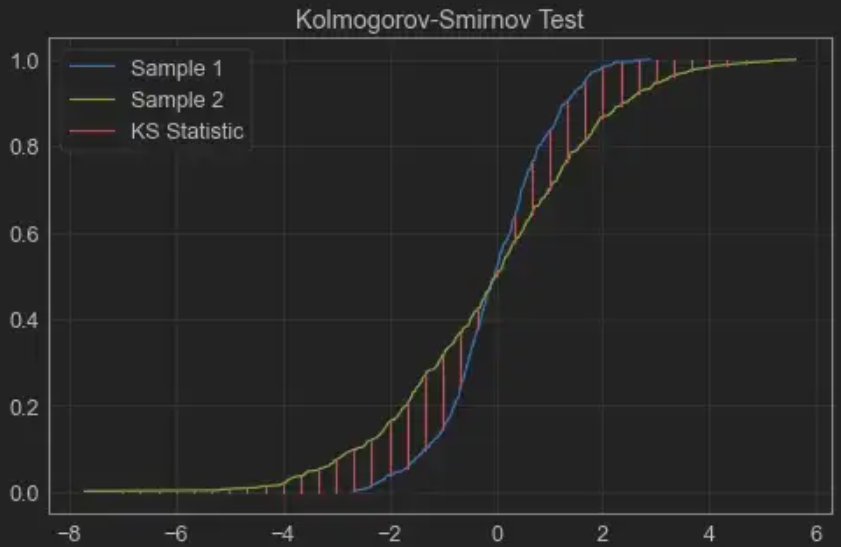 Kolmogorov-Smirnov Test
Sample 1
Sample 2
KS Statistic
1.0
0.8
0.6
0.4
0.2
0.0
−8 −6 −4 −2 0 2 4 6